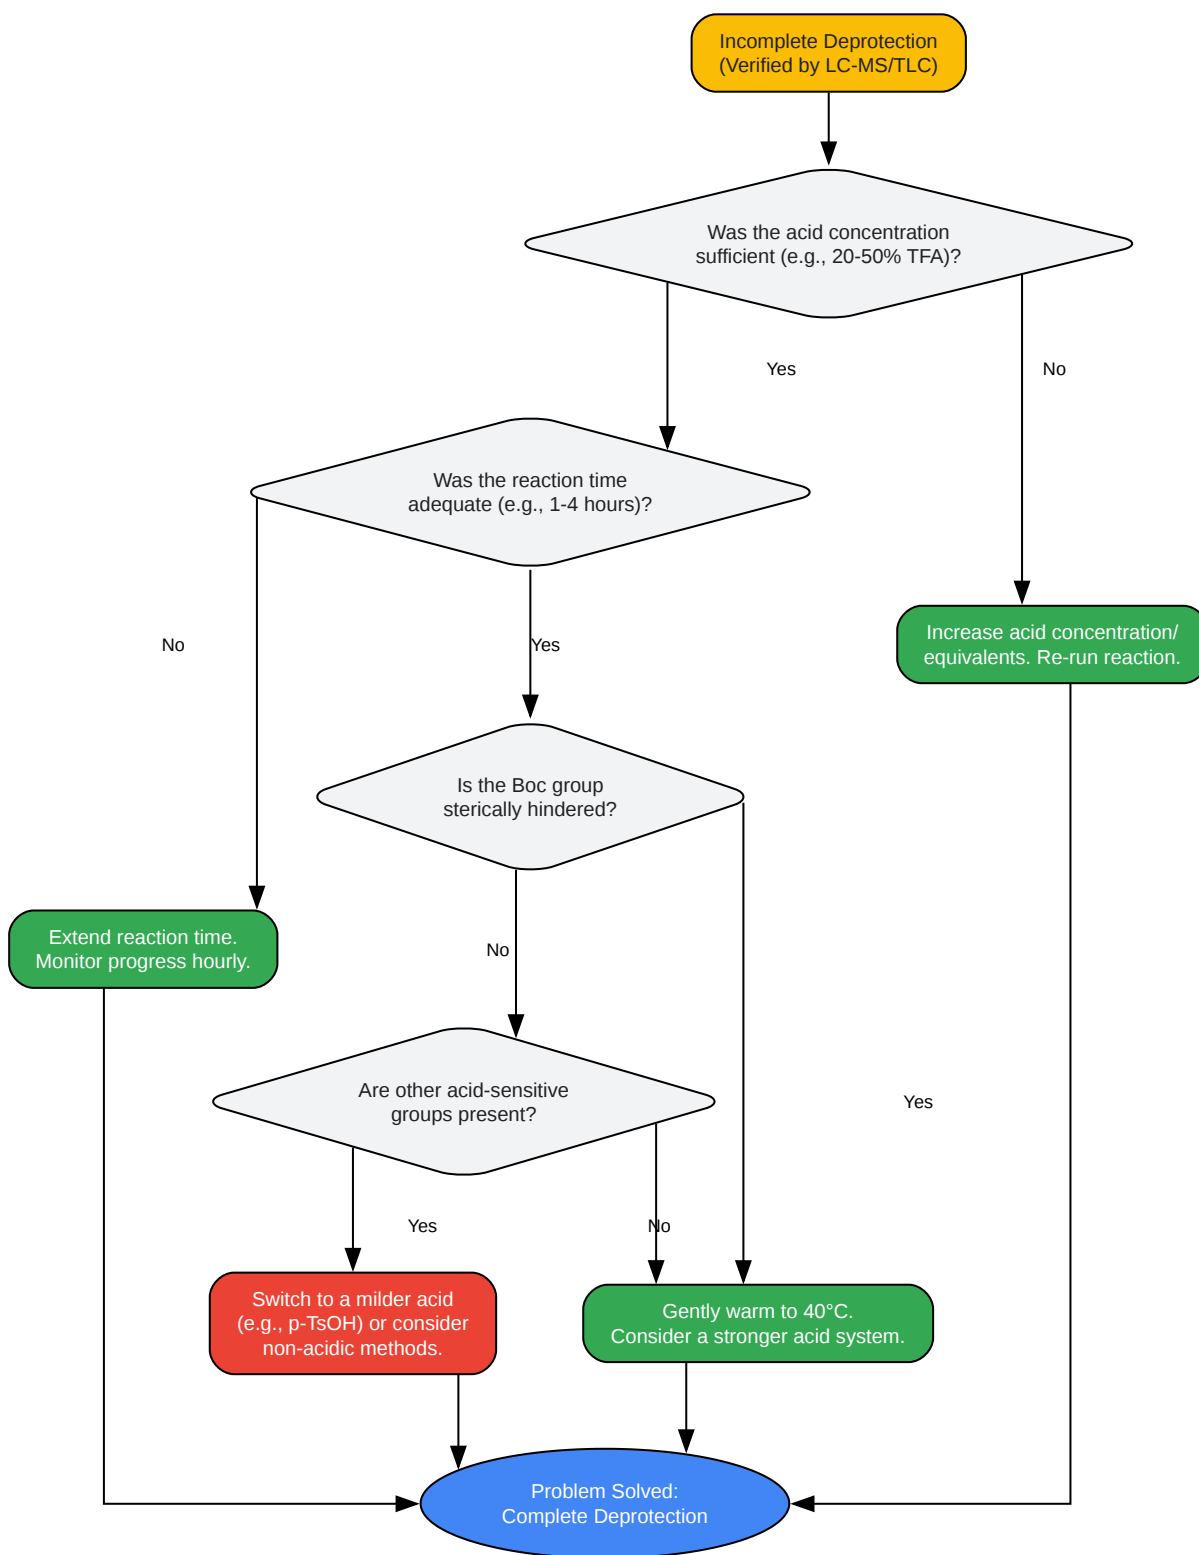 Incomplete Deprotection
(Verified by LC-MS/TLC)
Was the acid concentration
sufficient (e.g., 20-50% TFA)?
Yes
No
Was the reaction time
adequate (e.g., 1-4 hours)?
No
Yes
Increase acid concentration/
equivalents. Re-run reaction.
Is the Boc group
sterically hindered?
Extend reaction time.
Monitor progress hourly.
No
Are other acid-sensitive
groups present?
Yes
Yes
No
Switch to a milder acid
(e.g., p-TsOH) or consider
non-acidic methods.
Gently warm to 40°C.
Consider a stronger acid system.
Problem Solved:
Complete Deprotection